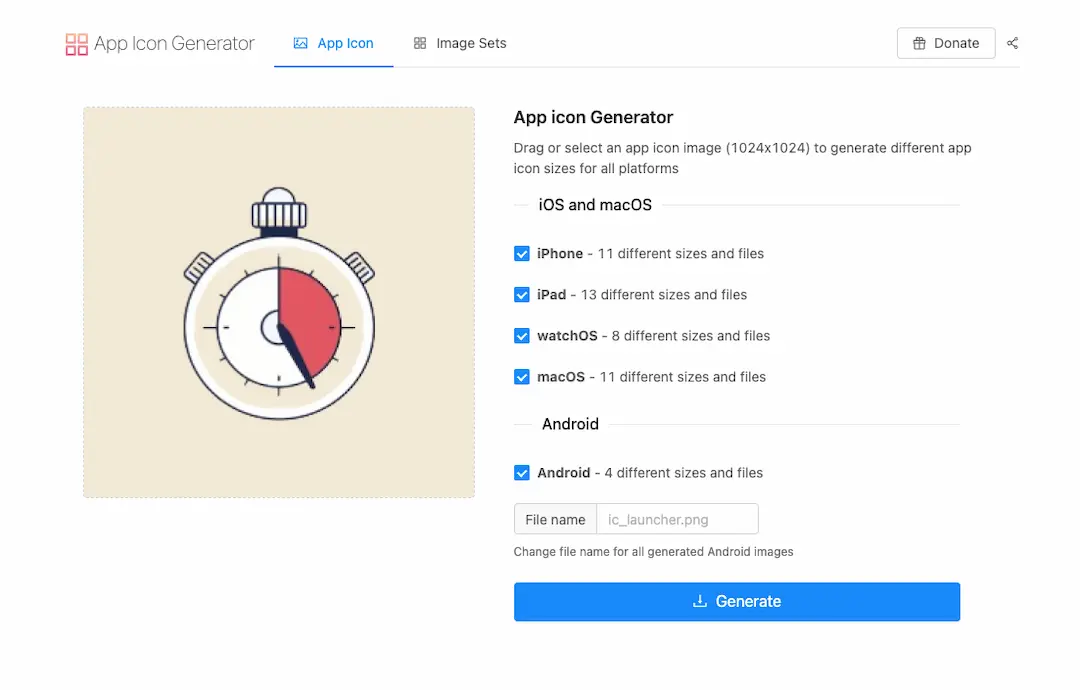 App Icon Generator
App Icon
Image Sets
Donate
App icon Generator
Drag or select an app icon image (1024x1024) to generate different app
icon sizes for all platforms
iOS and macOS
iPhone - 11 different sizes and files
iPad - 13 different sizes and files
watchOS - 8 different sizes and files
macOS - 11 different sizes and files
Android
Android - 4 different sizes and files
File name
ic_launcher.png
Change file name for all generated Android images
Generate